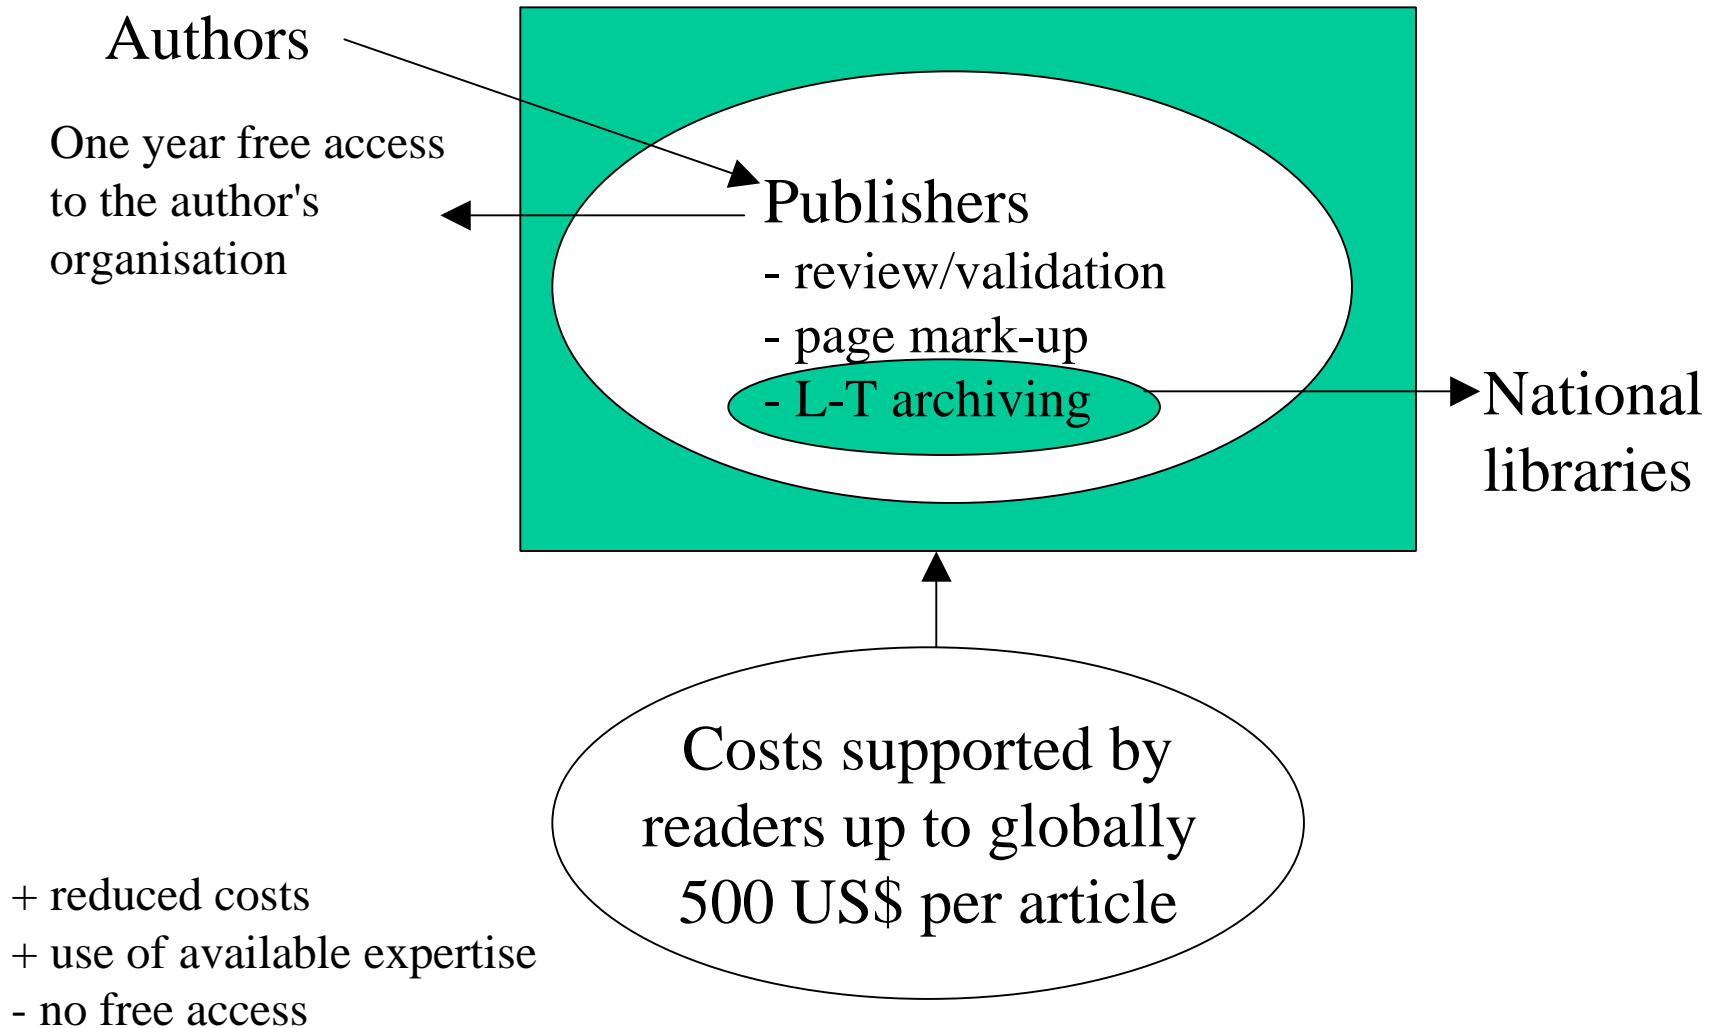 Authors
One year free access
to the author's
organisation
Publishers
- review/validation
- page mark-up
- L-T archiving
National
libraries
Costs supported by
readers up to globally
500 US$ per article
+ reduced costs
+ use of available expertise
- no free access